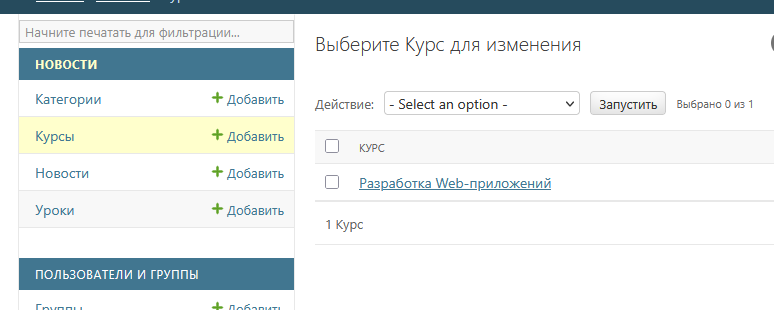 Начните печатать для фильтрации...
НОВОСТИ
Категории
Добавить
Курсы
Добавить
Новости
Добавить
Уроки
Добавить
ПОЛЬЗОВАТЕЛИ И ГРУППЫ
Группы
Добавить
Выберите Курс для изменения
Действие: - Select an option - Запустить Выбрано 0 из 1
КУРС
Разработка Web-приложений
1 Курс